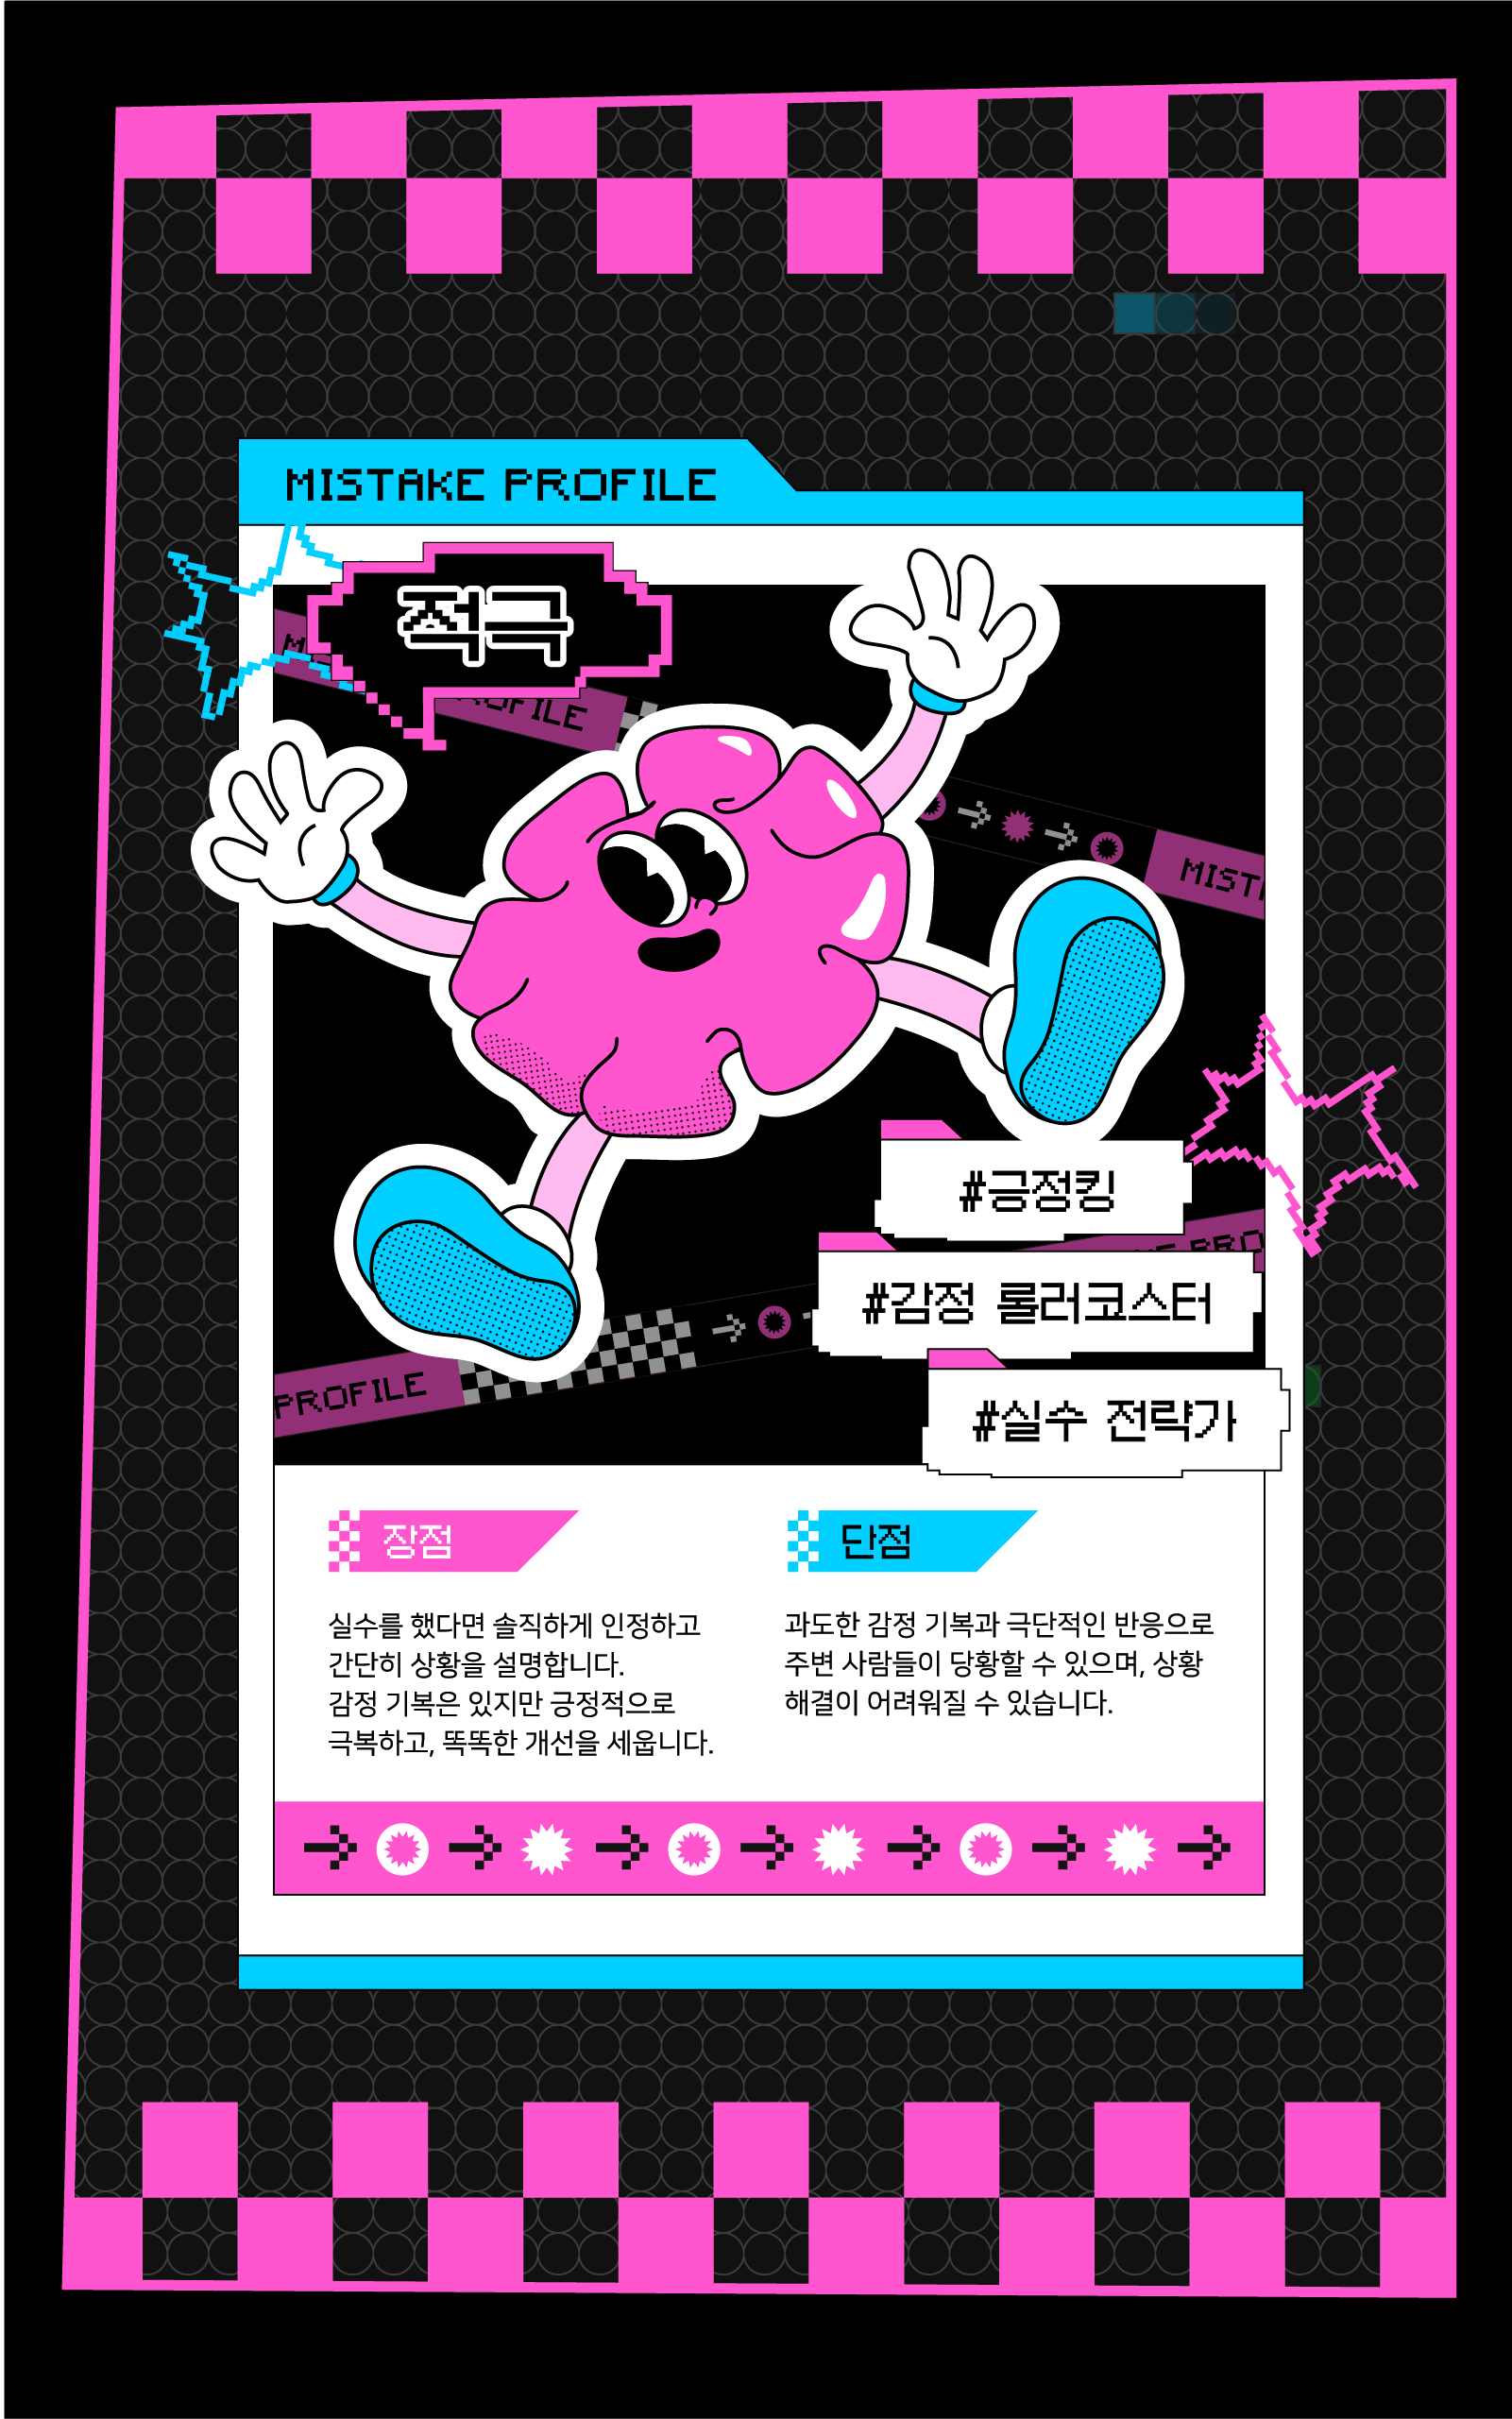 MISTAKE PROFILE
적극
PROFILE
#긍정킹
#감정 롤러코스터
PROFILE
#실수 전략가
장점
실수를 했다면 솔직하게 인정하고
간단히 상황을 설명합니다.
감정 기복은 있지만 긍정적으로
극복하고, 똑똑한 개선을 세웁니다.
단점
과도한 감정 기복과 극단적인 반응으로
주변 사람들이 당황할 수 있으며, 상황
해결이 어려워질 수 있습니다.